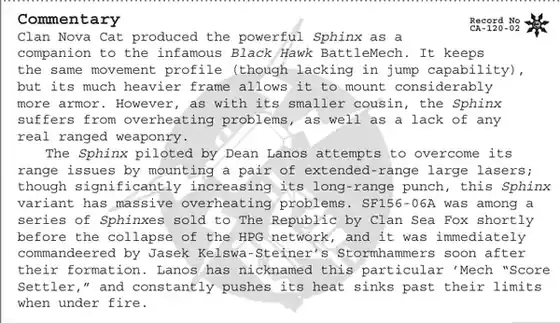 Commentary
Record No
CA-120-02
Clan Nova Cat produced the powerful Sphinx as a
companion to the infamous Black Hawk BattleMech. It keeps
the same movement profile (though lacking in jump capability),
but its much heavier frame allows it to mount considerably
more armor. However, as with its smaller cousin, the Sphinx
suffers from overheating problems, as well as a lack of any
real ranged weaponry.
The Sphinx piloted by Dean Lanos attempts to overcome its
range issues by mounting a pair of extended-range large lasers;
though significantly increasing its long-range punch, this Sphinx
variant has massive overheating problems. SF156-06A was among a
series of Sphinxes sold to The Republic by Clan Sea Fox shortly
before the collapse of the HPG network, and it was immediately
commandeered by Jasek Kelswa-Steiner's Stormhammers soon after
their formation. Lanos has nicknamed this particular ’Mech “Score
Settler,” and constantly pushes its heat sinks past their limits
when under fire.